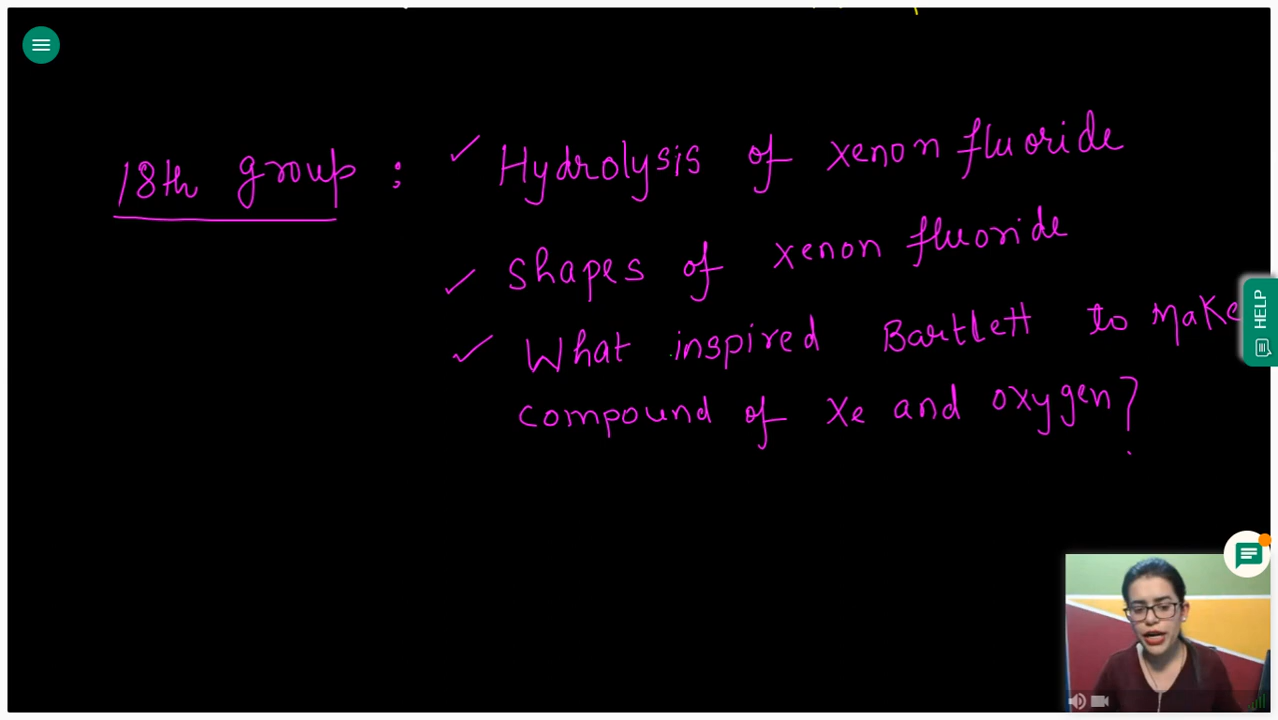 18th group : ✓ Hydrolysis of xenon fluoride
✓ Shapes of xenon fluoride
✓ What inspired Bartlett to make
compound of Xe and oxygen?
HELP